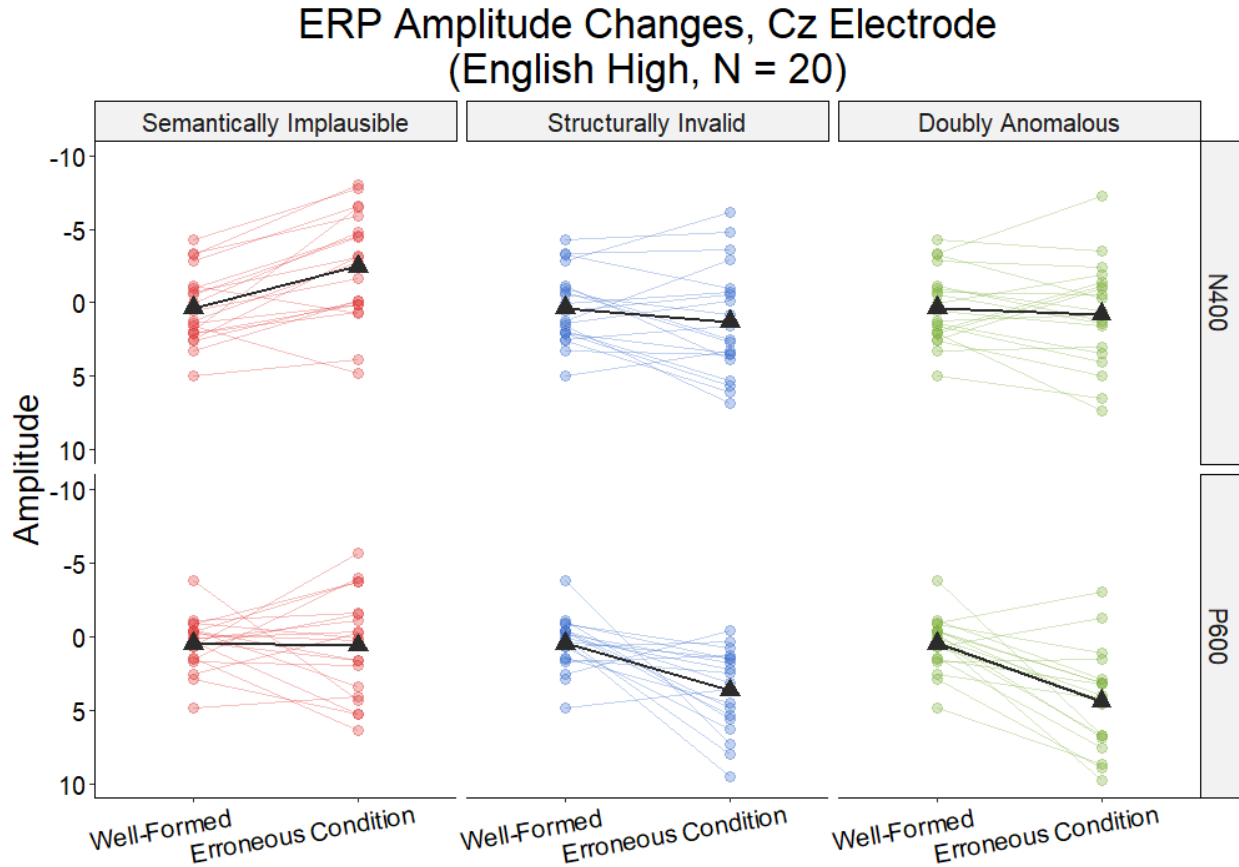 ERP Amplitude Changes, Cz Electrode
(English High, N = 20)
Semantically Implausible
Structurally Invalid
Doubly Anomalous
Amplitude
-10
-5
0
5
10
N400
-10
-5
0
5
10
P600
Well-Formed
Erroneous Condition
Well-Formed
Erroneous Condition
Well-Formed
Erroneous Condition